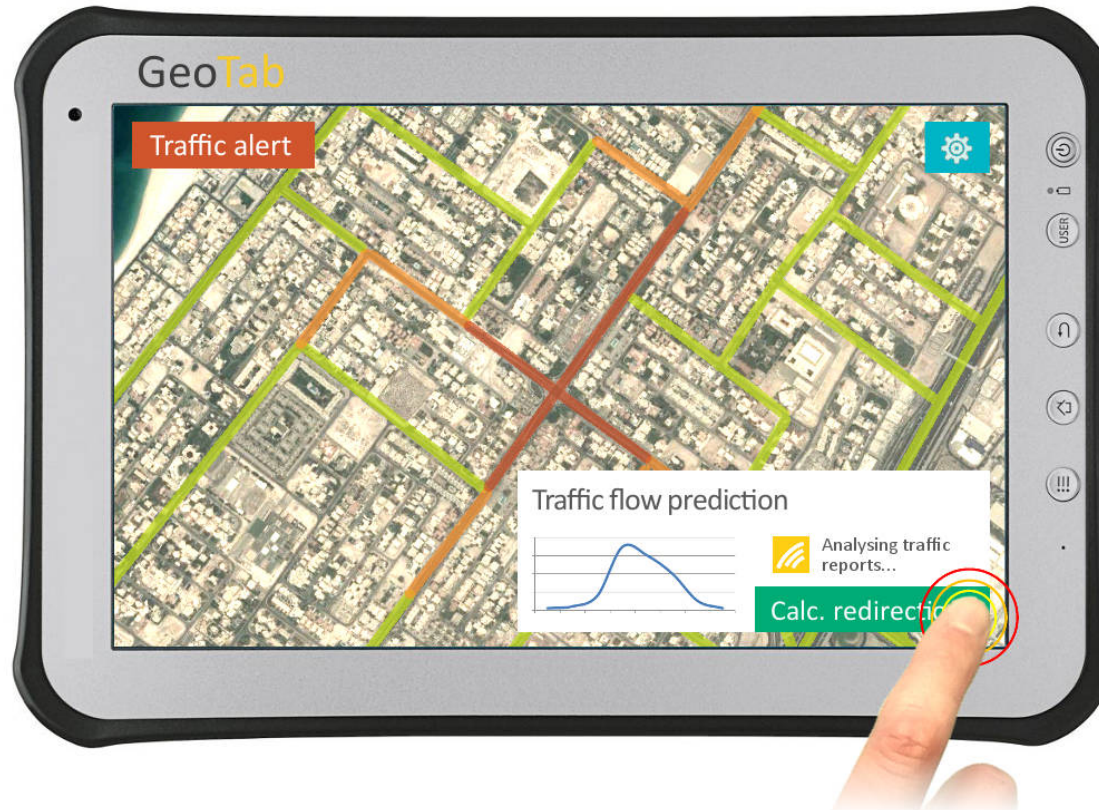 GeoTab
Traffic alert
USER
Traffic flow prediction
Analysing traffic
reports...
Calc. redirectio